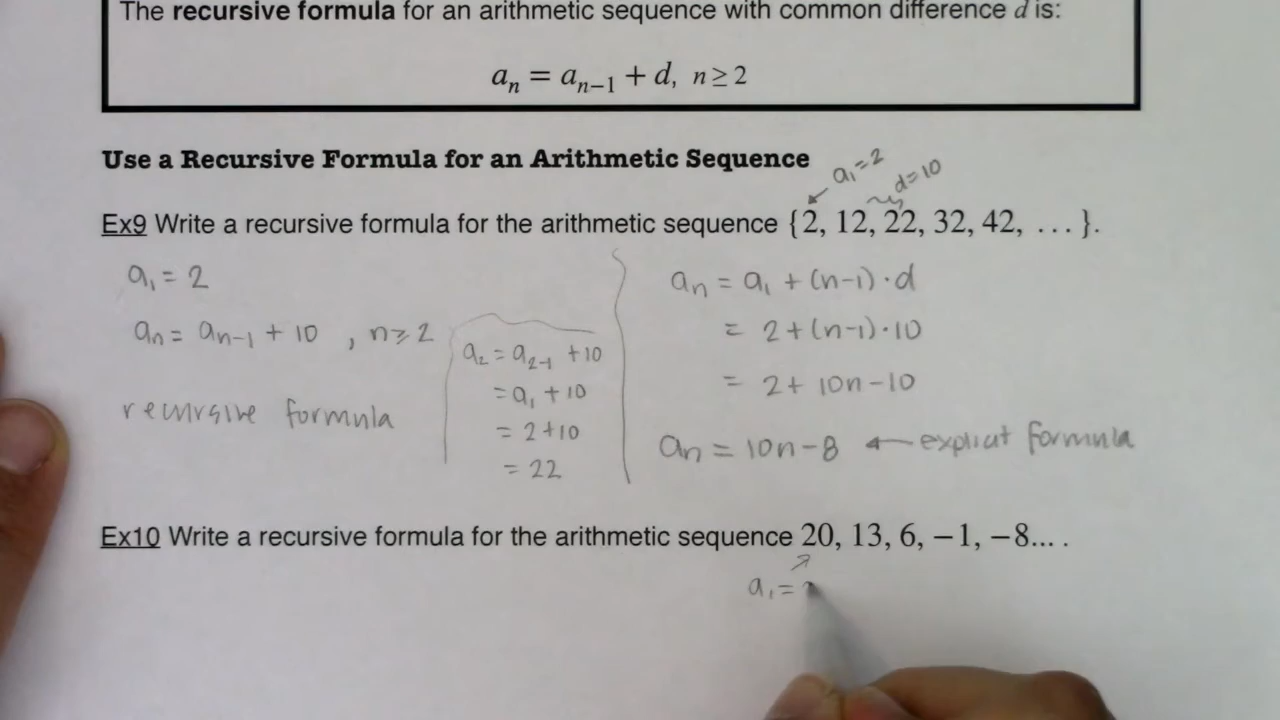 The recursive formula for an arithmetic sequence with common difference d is:
aₙ = aₙ₋₁ + d, n ≥ 2
Use a Recursive Formula for an Arithmetic Sequence
a₁ = 2
d = 10
Ex9 Write a recursive formula for the arithmetic sequence {2, 12, 22, 32, 42, ...}.
a₁ = 2
aₙ = aₙ₋₁ + 10 , n ≥ 2
recursive formula
a₂ = a₂₋₁ + 10
= a₁ + 10
= 2 + 10
= 22
aₙ = a₁ + (n-1) · d
= 2 + (n-1) · 10
= 2 + 10n - 10
aₙ = 10n - 8 ← explicit formula
Ex10 Write a recursive formula for the arithmetic sequence 20, 13, 6, −1, −8... .
a₁ =